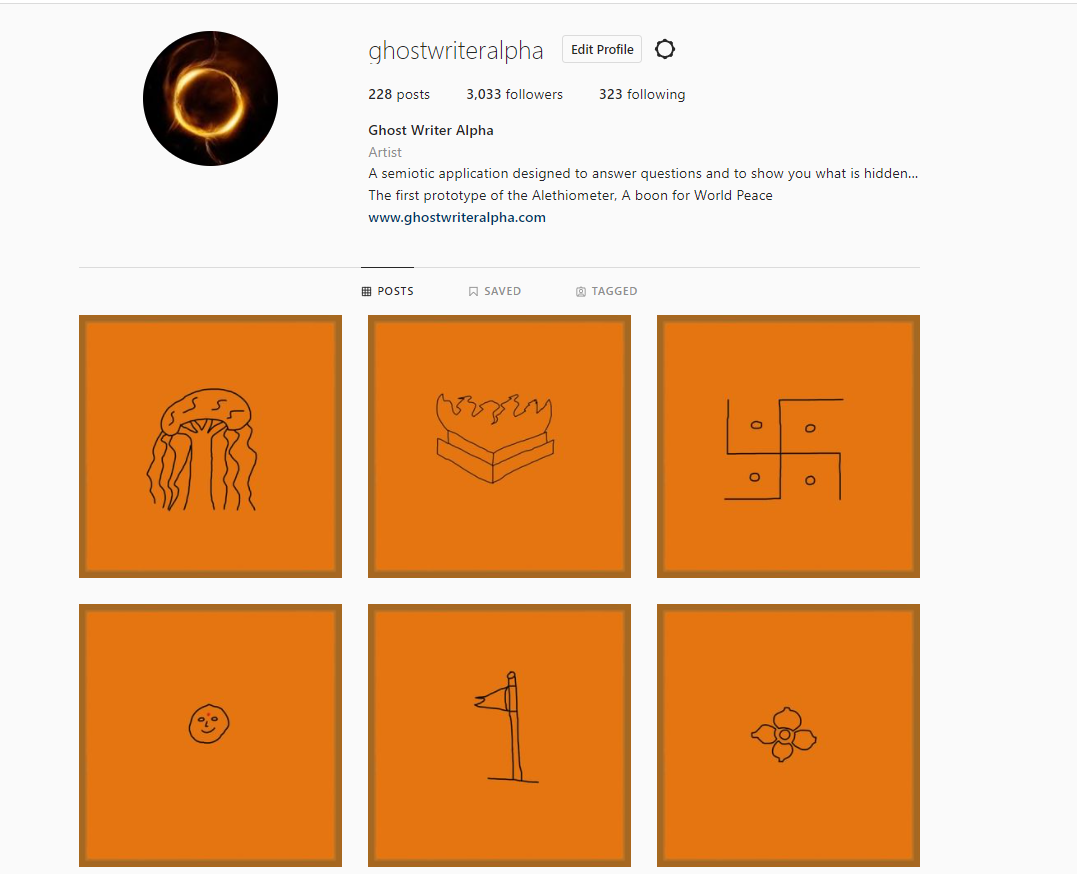 ghostwriteralpha Edit Profile
228 posts 3,033 followers 323 following
Ghost Writer Alpha
Artist
A semiotic application designed to answer questions and to show you what is hidden...
The first prototype of the Alethiometer, A boon for World Peace
www.ghostwriteralpha.com
POSTS SAVED TAGGED